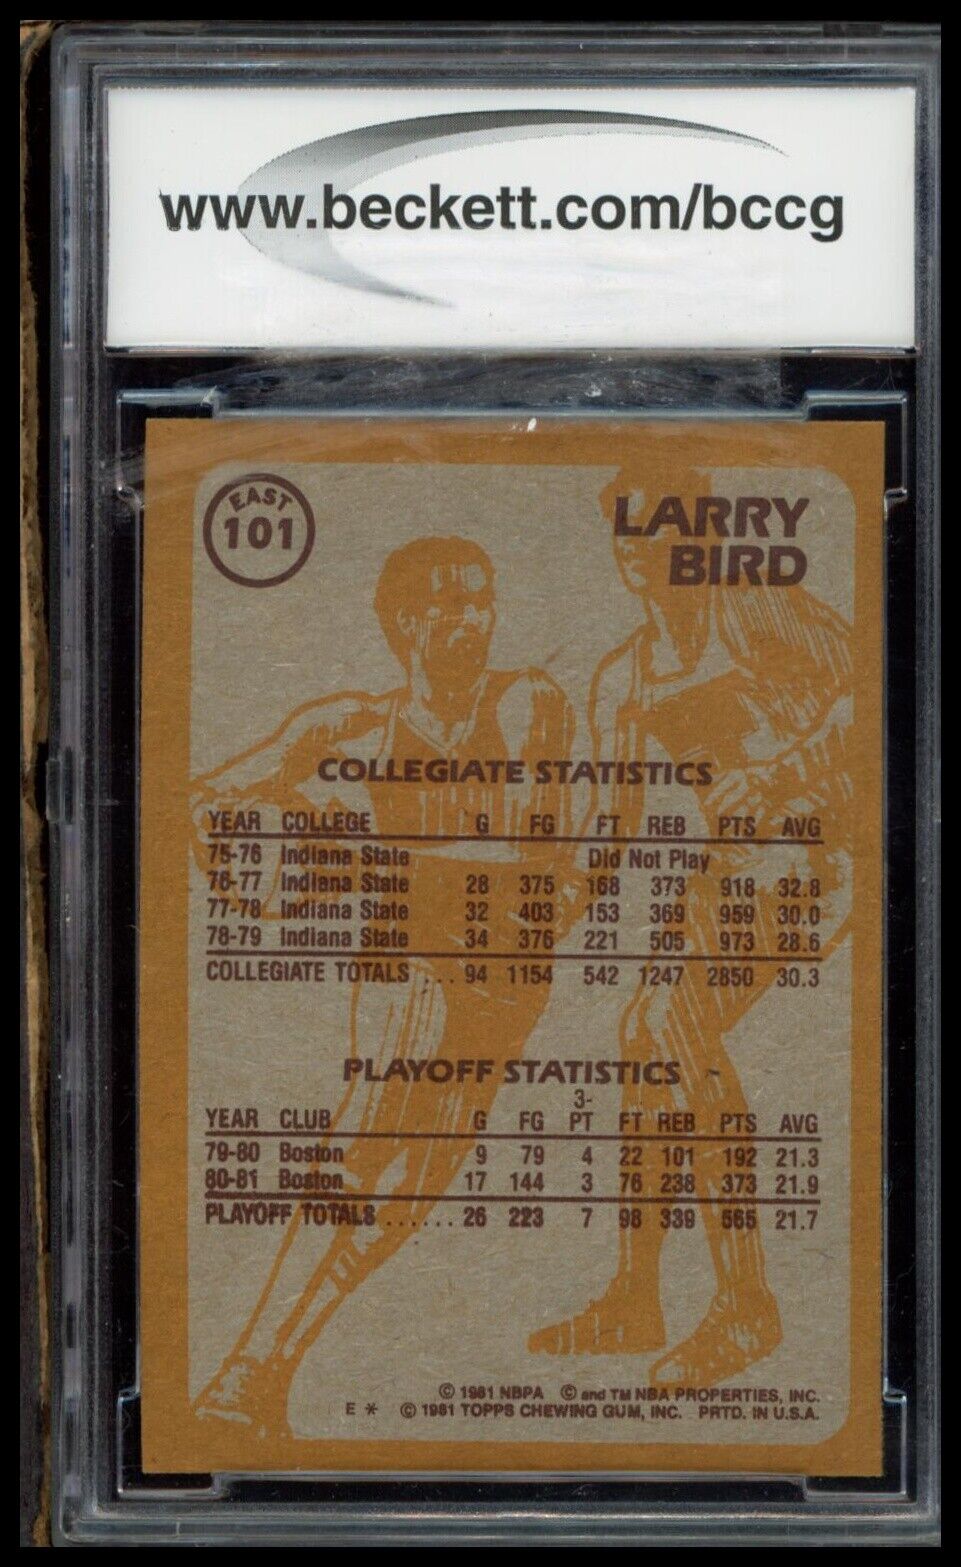 www.beckett.com/bccg
EAST
101
LARRY
BIRD
COLLEGIATE STATISTICS
YEAR COLLEGE G FG FT REB PTS AVG
75-76 Indiana State Did Not Play
76-77 Indiana State 28 375 168 373 918 32.8
77-78 Indiana State 32 403 153 369 959 30.0
78-79 Indiana State 34 376 221 505 973 28.6
COLLEGIATE TOTALS ... 94 1154 542 1247 2850 30.3
PLAYOFF STATISTICS
3-
YEAR CLUB G FG PT FT REB PTS AVG
79-80 Boston 9 79 4 22 101 192 21.3
80-81 Boston 17 144 3 76 238 373 21.9
PLAYOFF TOTALS ...... 26 223 7 98 339 565 21.7
© 1981 NBPA © and TM NBA PROPERTIES, INC.
E * © 1981 TOPPS CHEWING GUM, INC. PRTD. IN U.S.A.